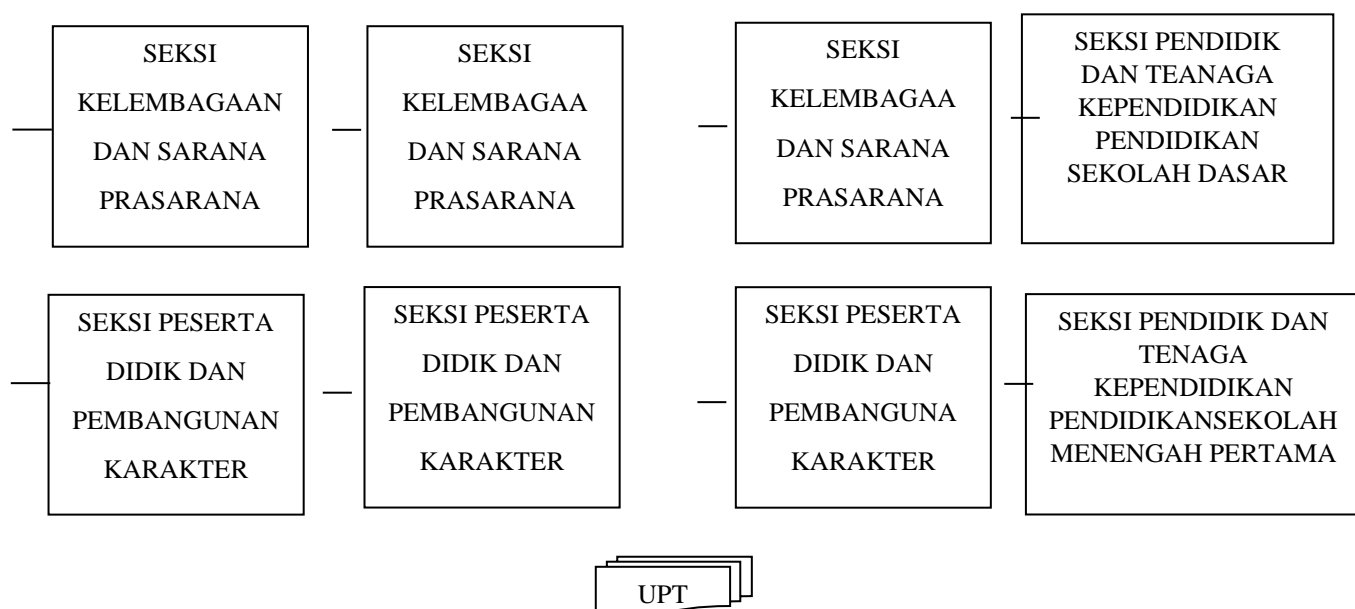 SEKSI
KELEMBAGAAN
DAN SARANA
PRASARANA
SEKSI
KELEMBAGAA
DAN SARANA
PRASARANA
SEKSI
KELEMBAGAA
DAN SARANA
PRASARANA
SEKSI PENDIDIK
DAN TEANAGA
KEPENDIDIKAN
PENDIDIKAN
SEKOLAH DASAR
SEKSI PESERTA
DIDIK DAN
PEMBANGUNAN
KARAKTER
SEKSI PESERTA
DIDIK DAN
PEMBANGUNAN
KARAKTER
SEKSI PESERTA
DIDIK DAN
PEMBANGUNA
KARAKTER
SEKSI PENDIDIK DAN
TENAGA
KEPENDIDIKAN
PENDIDIKANSEKOLAH
MENENGAH PERTAMA
UPT